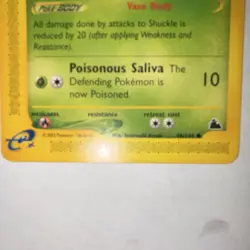 Poké BODY Vase Body
All damage done by attacks to Shuckle is
reduced by 20 (after applying Weakness and
Resistance).
Poisonous Saliva The
Defending Pokémon is
now Poisoned.
10
weakness resistance retreat cost